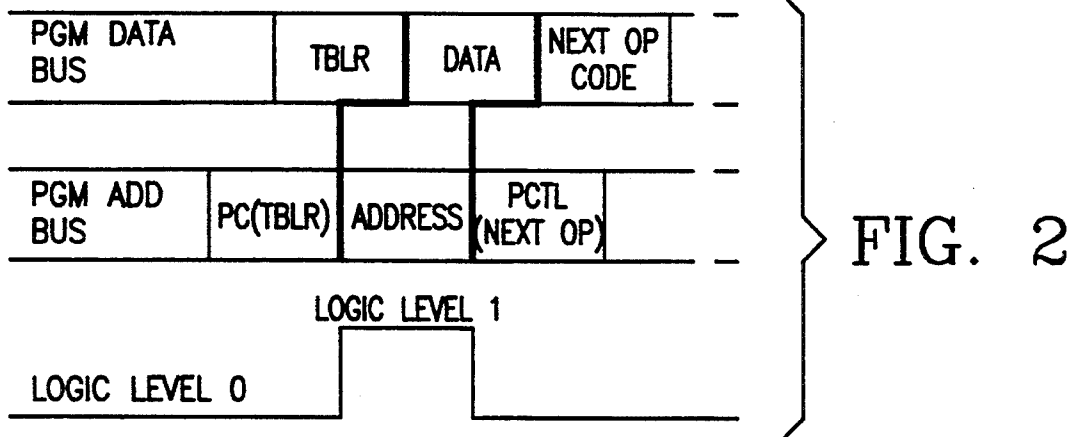 PGM DATA
BUS
TBLR
DATA
NEXT OP
CODE
PGM ADD
BUS
PC(TBLR)
ADDRESS
PCTL
(NEXT OP)
LOGIC LEVEL 1
LOGIC LEVEL 0
FIG. 2